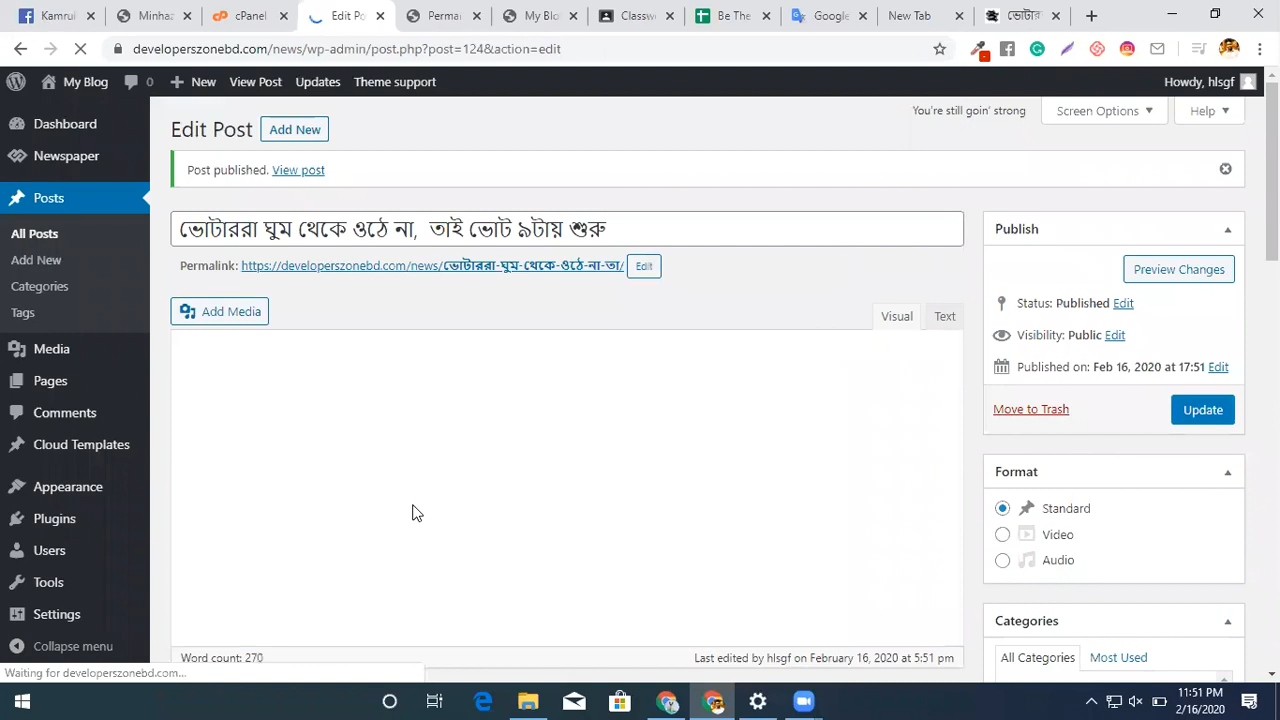 Kamrul
Minhaz
cPanel
Edit Po
Perman
My Blo
Classwo
Be The
Google
New Tab
ভোটার
developerszonebd.com/news/wp-admin/post.php?post=124&action=edit
My Blog
0
New
View Post
Updates
Theme support
Howdy, hlsgf
Dashboard
Newspaper
Posts
All Posts
Add New
Categories
Tags
Media
Pages
Comments
Cloud Templates
Appearance
Plugins
Users
Tools
Settings
Collapse menu
You're still goin' strong
Screen Options
Help
Edit Post
Add New
Post published. View post
ভোটাররা ঘুম থেকে ওঠে না, তাই ভোট ৯টায় শুরু
Permalink: https://developerszonebd.com/news/ভোটাররা-ঘুম-থেকে-ওঠে-না-তা/ Edit
Add Media
Visual
Text
Word count: 270
Last edited by hlsgf on February 16, 2020 at 5:51 pm
Publish
Preview Changes
Status: Published Edit
Visibility: Public Edit
Published on: Feb 16, 2020 at 17:51 Edit
Move to Trash
Update
Format
Standard
Video
Audio
Categories
All Categories
Most Used
Waiting for developerszonebd.com...
11:51 PM
2/16/2020